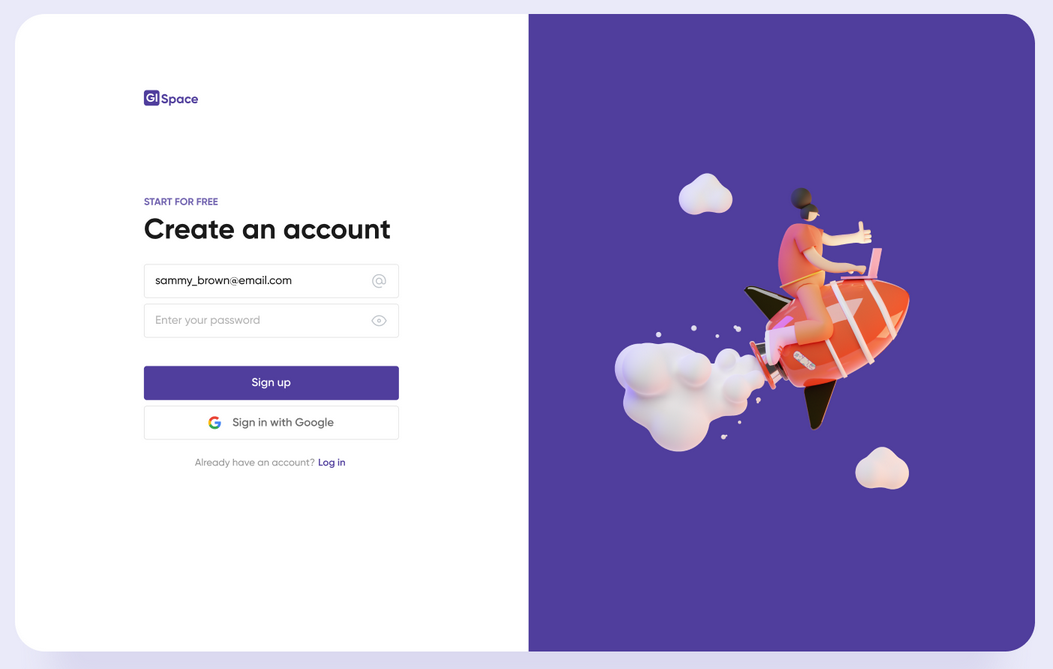 GI Space
START FOR FREE
Create an account
sammy_brown@email.com
@
Enter your password
Sign up
G Sign in with Google
Already have an account? Log in